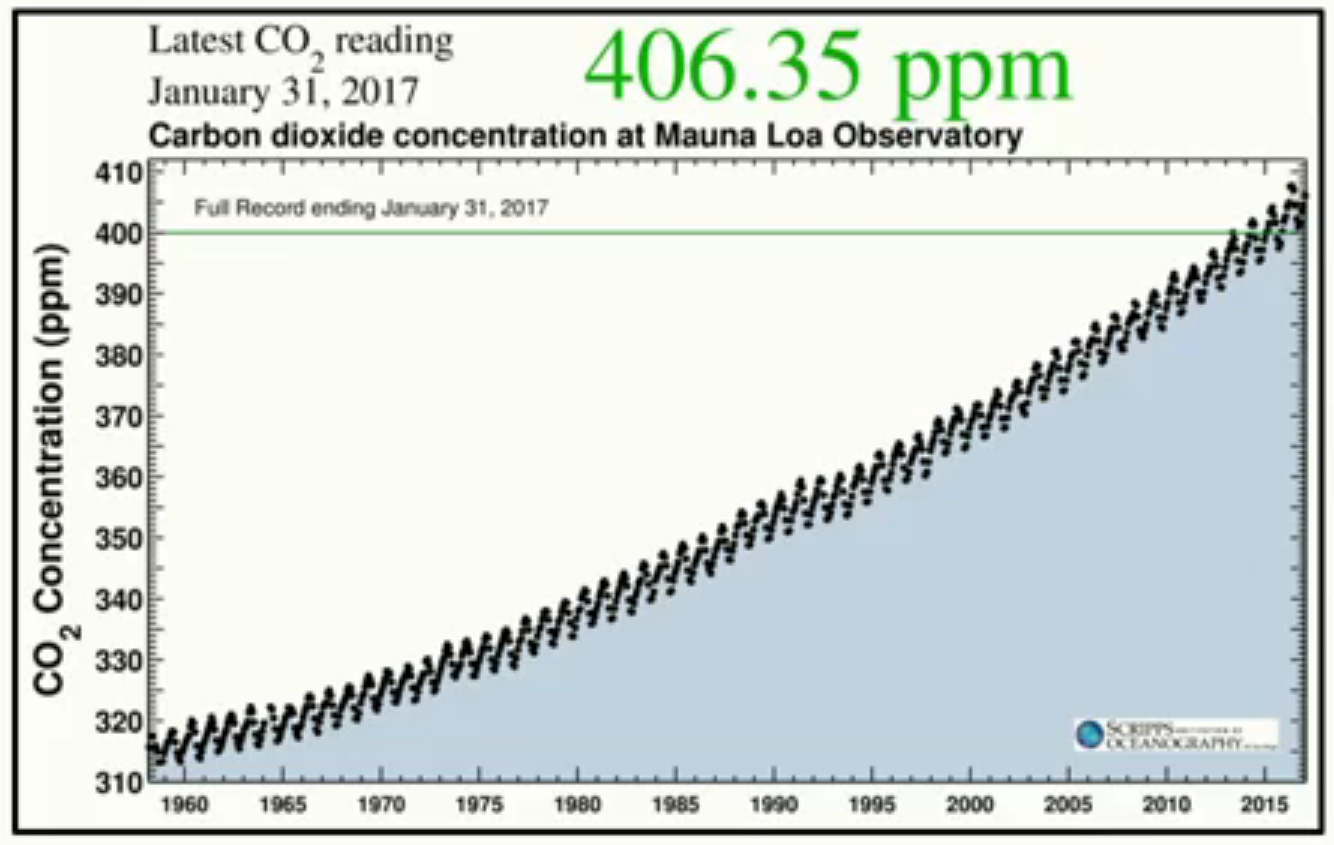 Latest CO2 reading
January 31, 2017
406.35 ppm
Carbon dioxide concentration at Mauna Loa Observatory
Full Record ending January 31, 2017
CO2 Concentration (ppm)
410
400
390
380
370
360
350
340
330
320
310
1960 1965 1970 1975 1980 1985 1990 1995 2000 2005 2010 2015
SCRIPPS
OCEANOGRAPHY